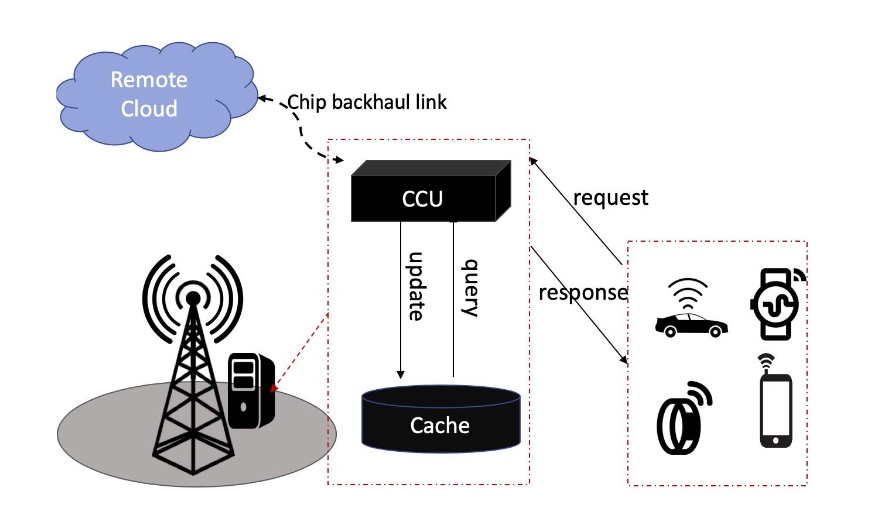 Remote
Cloud
Chip backhaul link
CCU
request
update
query
response
Cache